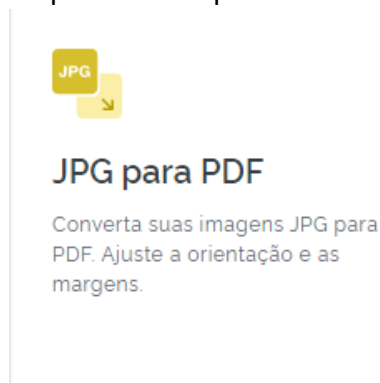 JPG
JPG para PDF
Converta suas imagens JPG para
PDF. Ajuste a orientação e as
margens.